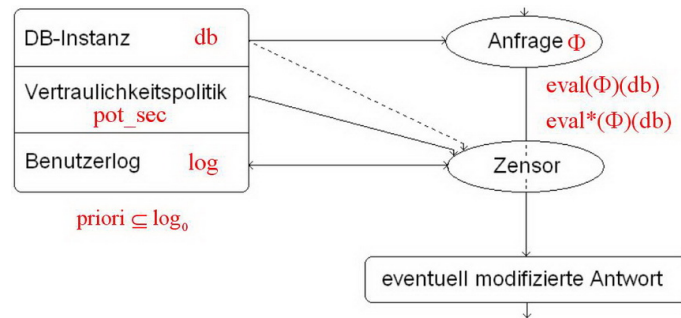 DB-Instanz db
Anfrage Φ
eval(Φ)(db)
eval*(Φ)(db)
Vertraulichkeitspolitik
pot_sec
Benutzerlog log
Zensor
priori ⊆ log₀
eventuell modifizierte Antwort